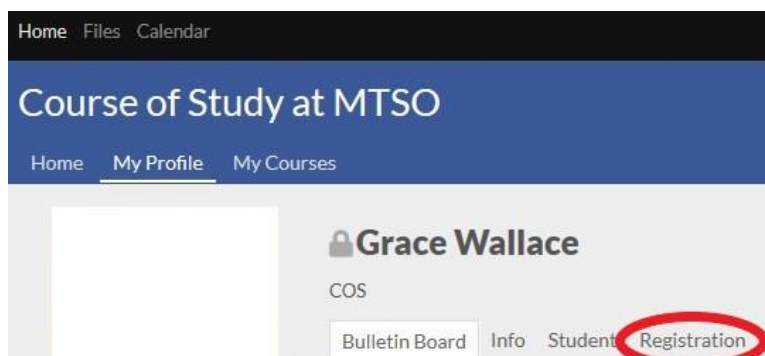 Home Files Calendar
Course of Study at MTSO
Home My Profile My Courses
Grace Wallace
COS
Bulletin Board Info Student Registration